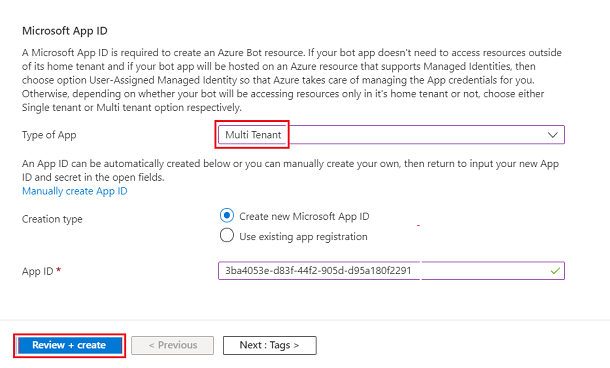 Microsoft App ID
A Microsoft App ID is required to create an Azure Bot resource. If your bot app doesn't need to access resources outside
of its home tenant and if your bot app will be hosted on an Azure resource that supports Managed Identities, then
choose option User-Assigned Managed Identity so that Azure takes care of managing the App credentials for you.
Otherwise, depending on whether your bot will be accessing resources only in it's home tenant or not, choose either
Single tenant or Multi tenant option respectively.
Type of App
Multi Tenant
An App ID can be automatically created below or you can manually create your own, then return to input your new App
ID and secret in the open fields.
Manually create App ID
Creation type
Create new Microsoft App ID
Use existing app registration
App ID *
3ba4053e-d83f-44f2-905d-d95a180f2291
Review + create
< Previous
Next : Tags >